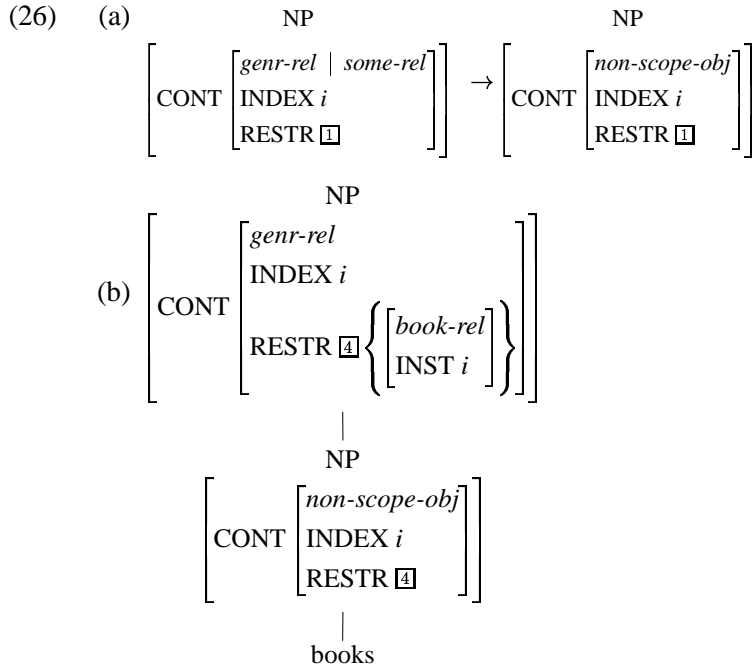 (26) (a) NP NP
[CONT [genr-rel | some-rel INDEX i RESTR 1]] → [CONT [non-scope-obj INDEX i RESTR 1]]
(b) NP
[CONT [genr-rel
INDEX i
RESTR 4 {[book-rel INST i]}]]
NP
[CONT [non-scope-obj
INDEX i
RESTR 4]]
books